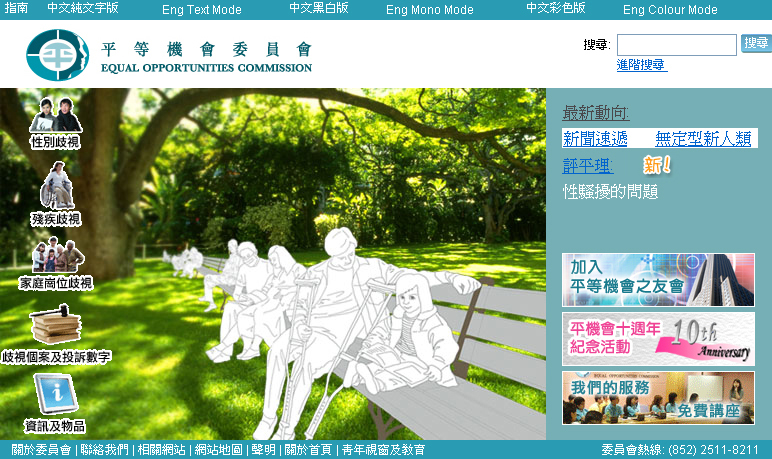 指南 中文純文字版 Eng Text Mode 中文黑白版 Eng Mono Mode 中文彩色版 Eng Colour Mode
平等機會委員會
EQUAL OPPORTUNITIES COMMISSION
搜尋: 搜尋
進階搜尋
性別歧視
殘疾歧視
家庭崗位歧視
歧視個案及投訴數字
資訊及物品
最新動向:
新聞速遞 無定型新人類
評平理: 新!
性騷擾的問題
加入
平等機會之友會
平機會十週年
紀念活動
10th
Anniversary
EQUAL OPPORTUNITIES COMMISSION
我們的服務
免費講座
關於委員會 | 聯絡我們 | 相關網站 | 網站地圖 | 聲明 | 關於首頁 | 青年視窗及教育
委員會熱線: (852) 2511-8211